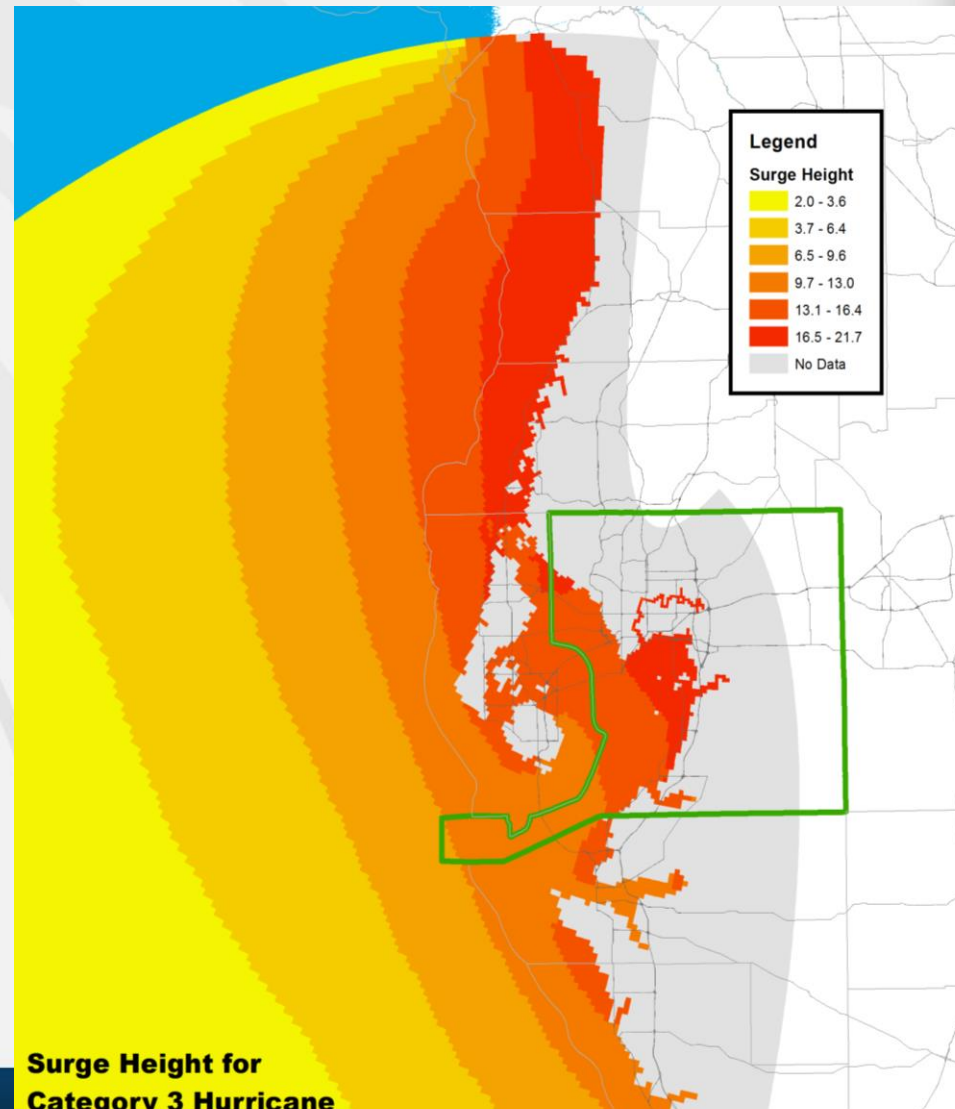 Legend
Surge Height
2.0 - 3.6
3.7 - 6.4
6.5 - 9.6
9.7 - 13.0
13.1 - 16.4
16.5 - 21.7
No Data
Surge Height for
Category 3 Hurricane